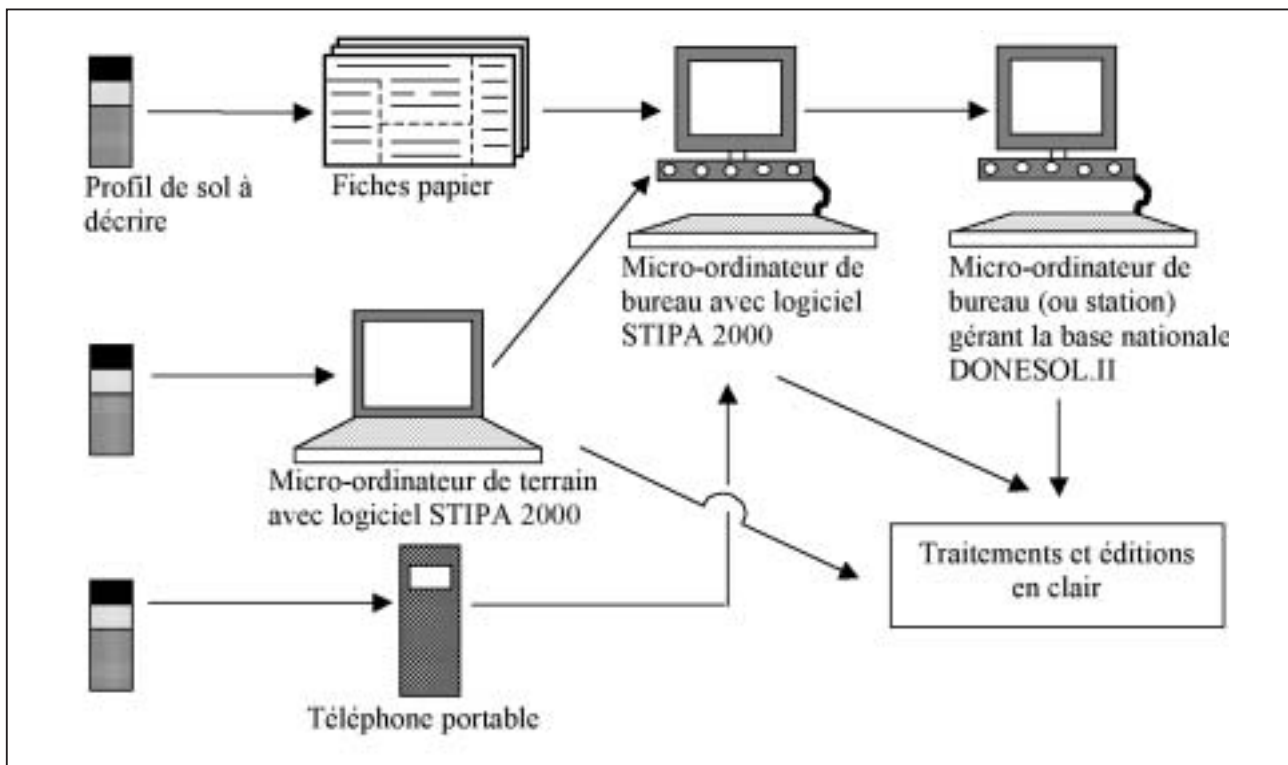 Profil de sol à
décrire
Fiches papier
Micro-ordinateur de
bureau avec logiciel
STIPA 2000
Micro-ordinateur de
bureau (ou station)
gérant la base nationale
DONESOL.II
Micro-ordinateur de terrain
avec logiciel STIPA 2000
Traitements et éditions
en clair
Téléphone portable